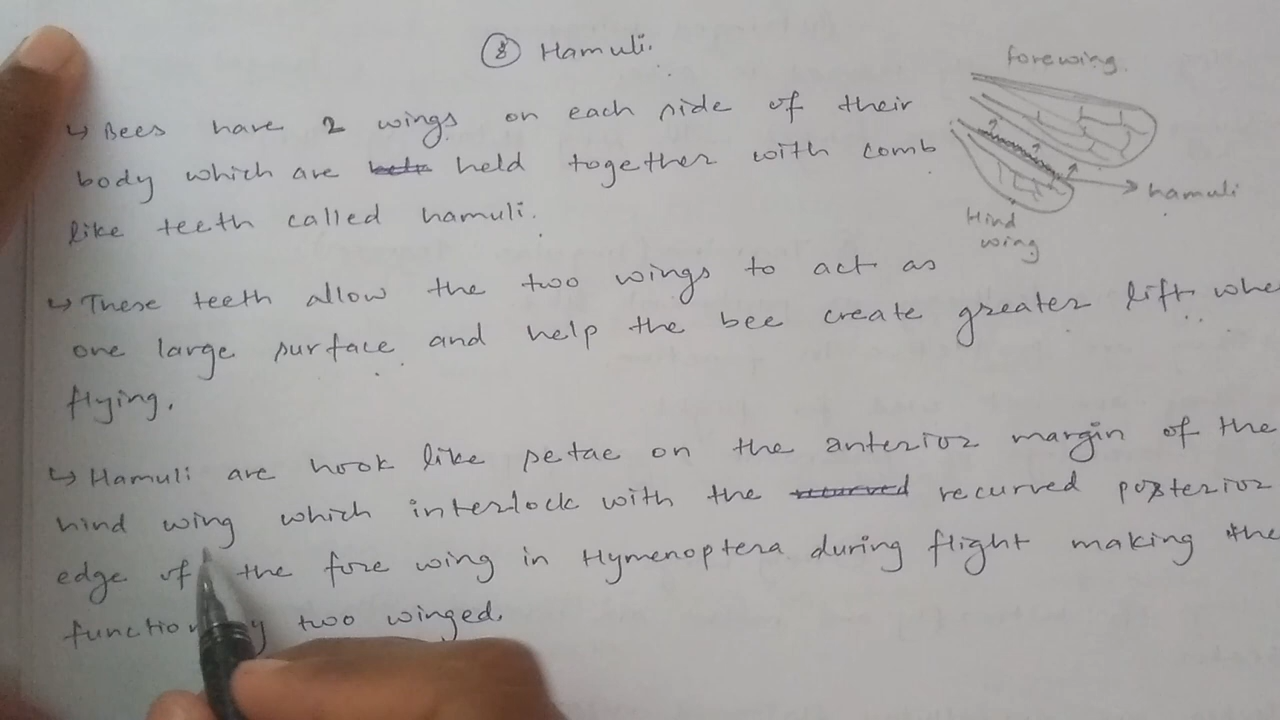 ⑧ Hamuli.
forewing.
↳ Bees have 2 wings on each side of their
body which are held together with comb
like teeth called hamuli.
hamuli
Hind
wing
↳ These teeth allow the two wings to act as
one large surface and help the bee create greater lift whe
flying.
↳ Hamuli are hook like setae on the anterior margin of the
hind wing which interlock with the recurved recurved posterior
edge of the fore wing in Hymenoptera during flight making the
two winged.